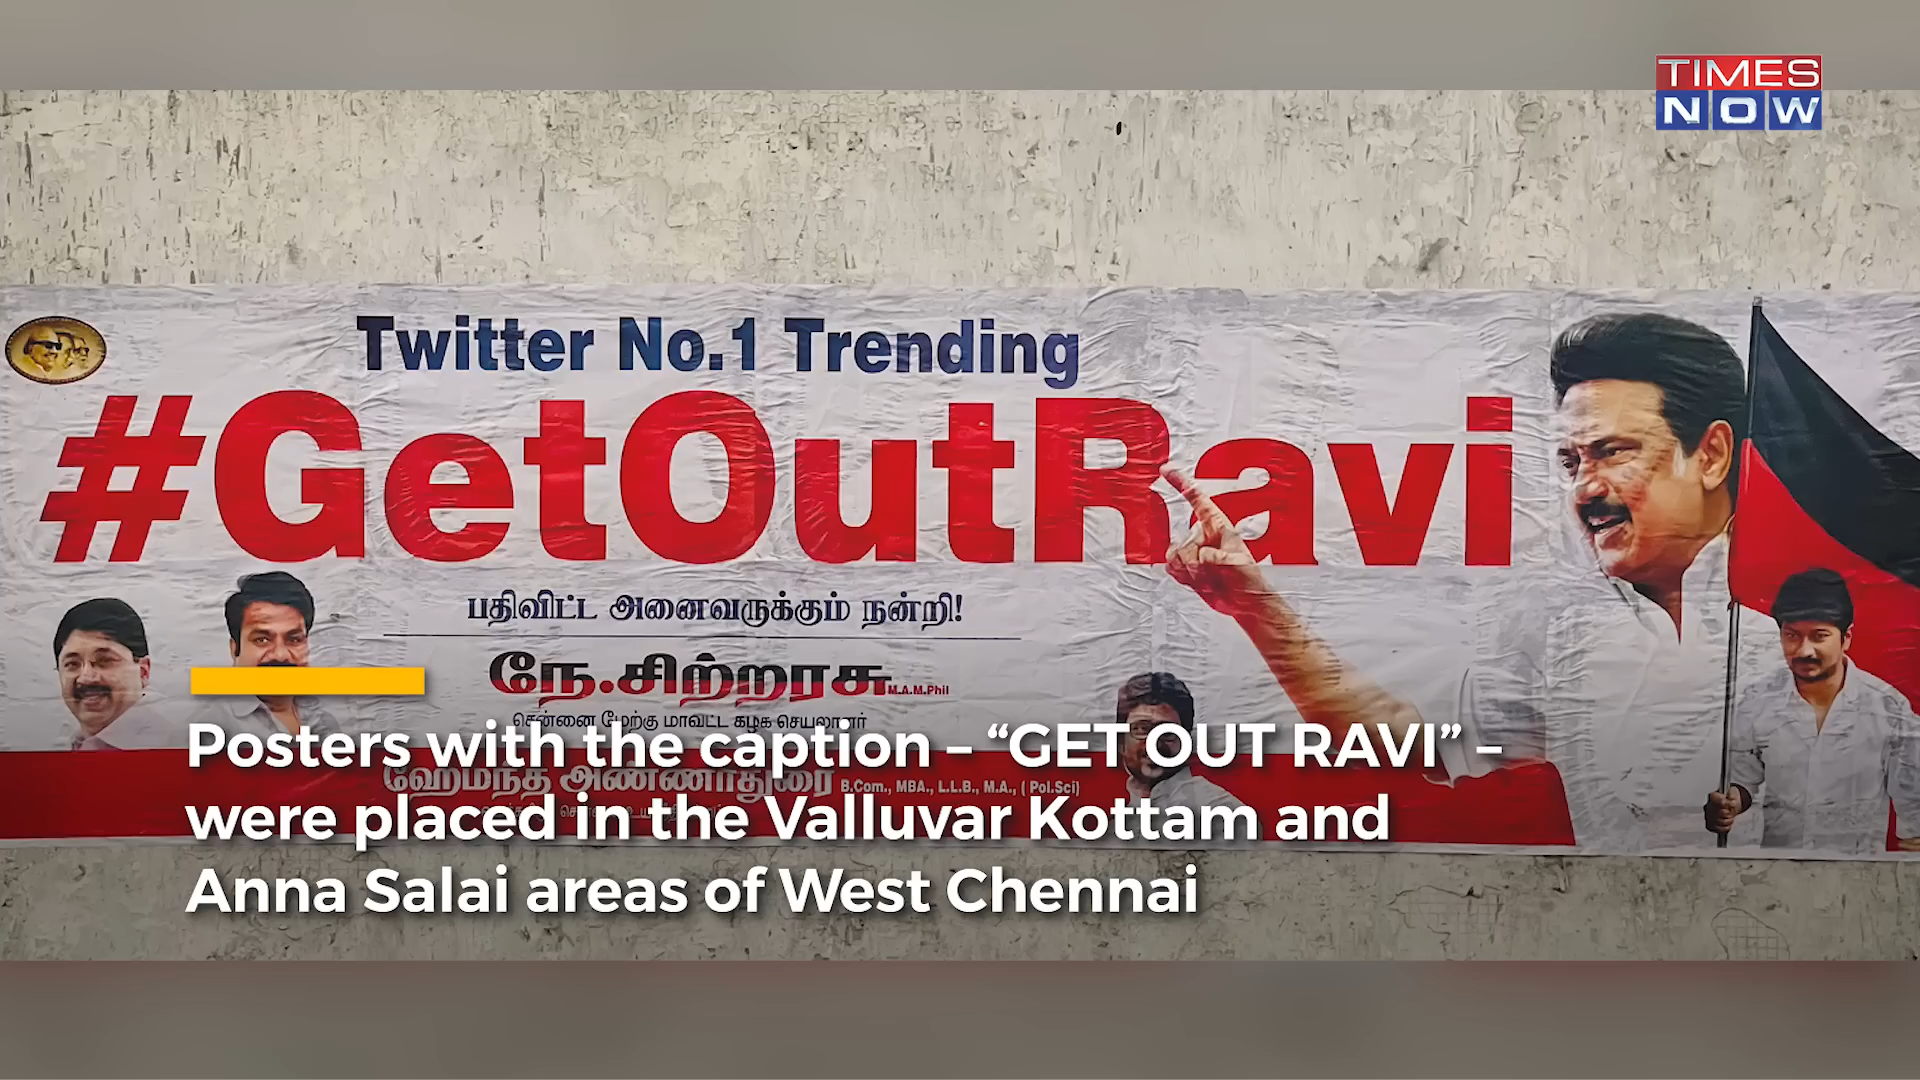 TIMES
NOW
Twitter No.1 Trending
#GetOutRavi
பதிவிட்ட அனைவருக்கும் நன்றி!
நே.சிற்றரசு M.A.M.Phil
சென்னை மேற்கு மாவட்ட கழக செயலாளர்
ஹேமந்த் அண்ணாதுரை B.Com., MBA., L.L.B., M.A., ( Pol.Sci)
Posters with the caption – “GET OUT RAVI” –
were placed in the Valluvar Kottam and
Anna Salai areas of West Chennai